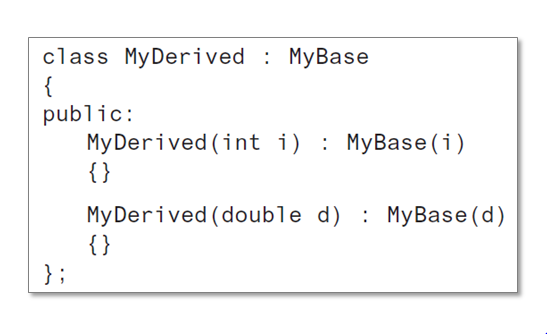 class MyDerived : MyBase
{
public:
MyDerived(int i) : MyBase(i)
{}
MyDerived(double d) : MyBase(d)
{}
};